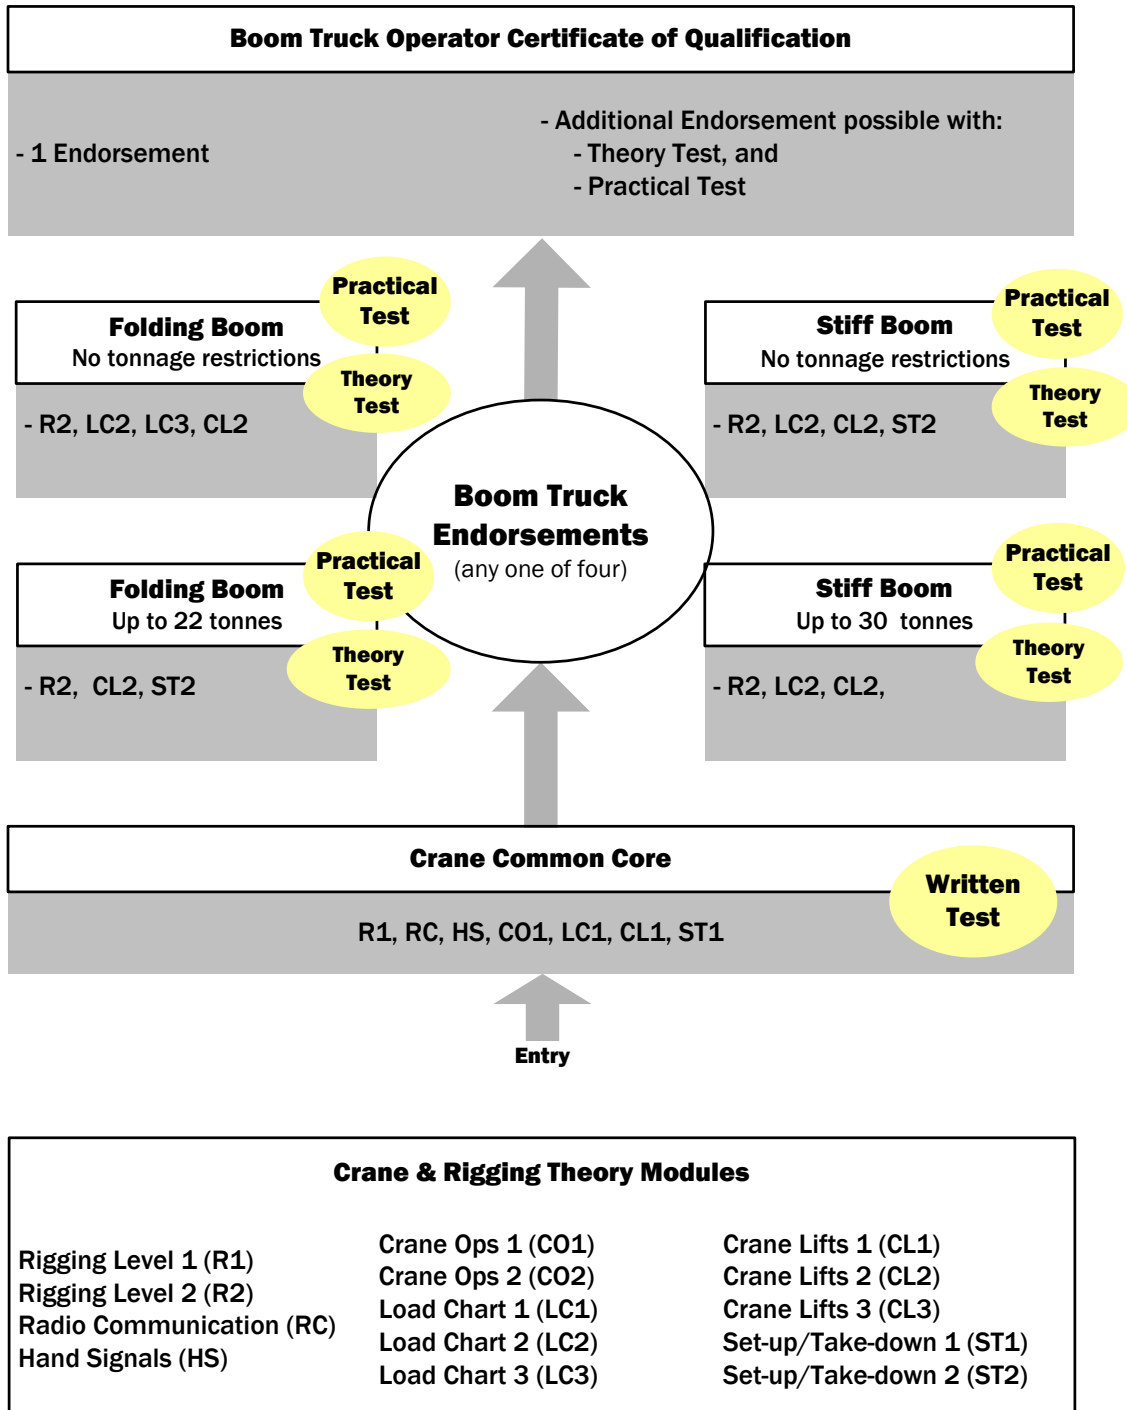 Boom Truck Operator Certificate of Qualification
- 1 Endorsement
- Additional Endorsement possible with:
- Theory Test, and
- Practical Test
Folding Boom
No tonnage restrictions
Practical
Test
Theory
Test
- R2, LC2, LC3, CL2
Stiff Boom
No tonnage restrictions
Practical
Test
Theory
Test
- R2, LC2, CL2, ST2
Boom Truck
Endorsements
(any one of four)
Folding Boom
Up to 22 tonnes
Practical
Test
Theory
Test
- R2, CL2, ST2
Stiff Boom
Up to 30 tonnes
Practical
Test
Theory
Test
- R2, LC2, CL2,
Crane Common Core
Written
Test
R1, RC, HS, CO1, LC1, CL1, ST1
Entry
Crane & Rigging Theory Modules
Rigging Level 1 (R1)
Rigging Level 2 (R2)
Radio Communication (RC)
Hand Signals (HS)
Crane Ops 1 (CO1)
Crane Ops 2 (CO2)
Load Chart 1 (LC1)
Load Chart 2 (LC2)
Load Chart 3 (LC3)
Crane Lifts 1 (CL1)
Crane Lifts 2 (CL2)
Crane Lifts 3 (CL3)
Set-up/Take-down 1 (ST1)
Set-up/Take-down 2 (ST2)